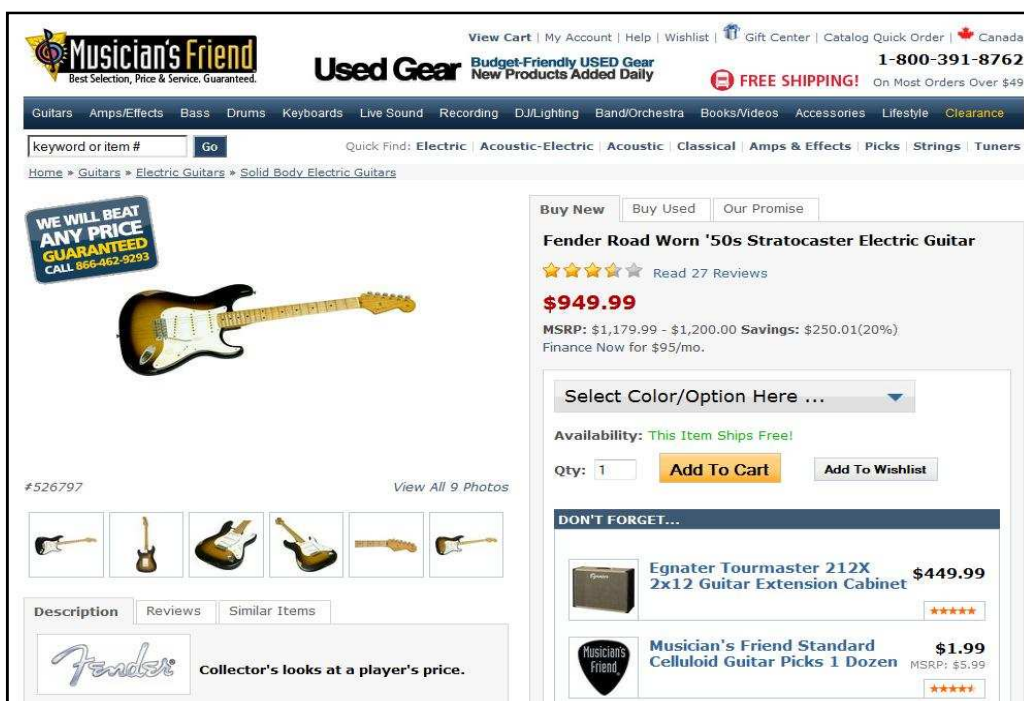 View Cart | My Account | Help | Wishlist | Gift Center | Catalog Quick Order | Canada
Musician's Friend
Best Selection, Price & Service. Guaranteed.
Used Gear
Budget-Friendly USED Gear
New Products Added Daily
1-800-391-8762
FREE SHIPPING! On Most Orders Over $49
Guitars Amps/Effects Bass Drums Keyboards Live Sound Recording DJ/Lighting Band/Orchestra Books/Videos Accessories Lifestyle Clearance
keyword or item # Go
Quick Find: Electric | Acoustic-Electric | Acoustic | Classical | Amps & Effects | Picks | Strings | Tuners
Home » Guitars » Electric Guitars » Solid Body Electric Guitars
WE WILL BEAT
ANY PRICE
GUARANTEED
CALL 866-462-9293
#526797
View All 9 Photos
Description Reviews Similar Items
Fender
Collector's looks at a player's price.
Buy New Buy Used Our Promise
Fender Road Worn '50s Stratocaster Electric Guitar
Read 27 Reviews
$949.99
MSRP: $1,179.99 - $1,200.00 Savings: $250.01(20%)
Finance Now for $95/mo.
Select Color/Option Here ...
Availability: This Item Ships Free!
Qty: 1 Add To Cart Add To Wishlist
DON'T FORGET...
Egnater Tourmaster 212X
2x12 Guitar Extension Cabinet
$449.99
Musician's
Friend
Musician's Friend Standard
Celluloid Guitar Picks 1 Dozen
$1.99
MSRP: $5.99